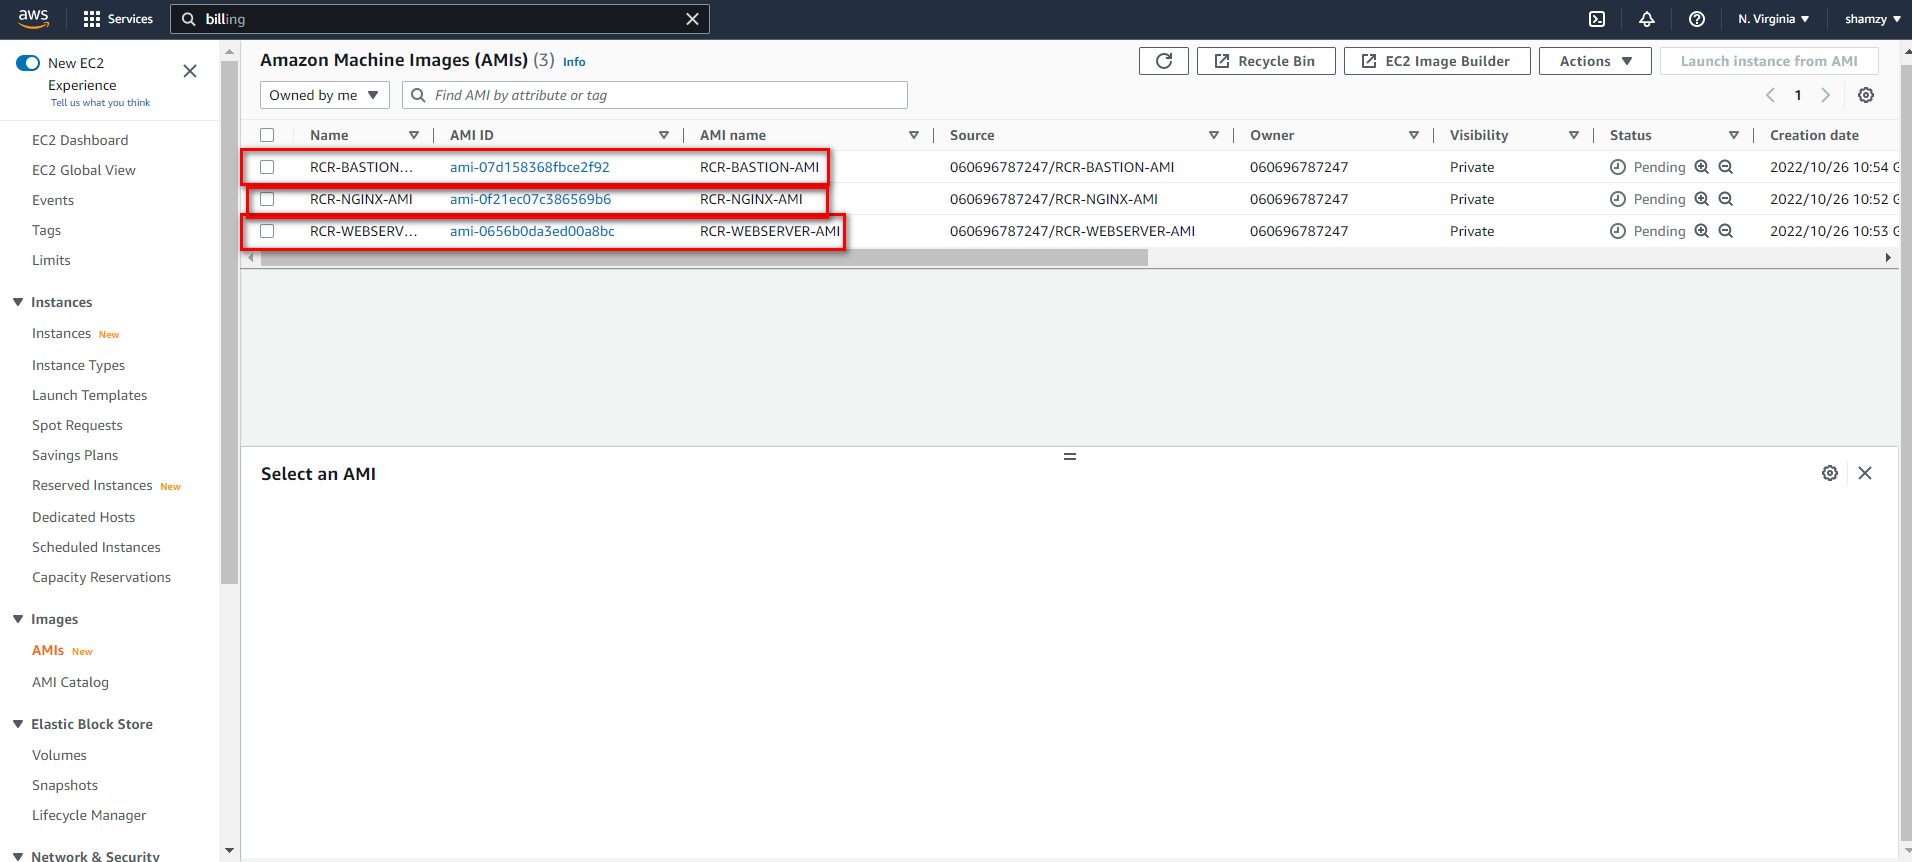 aws Services billing N. Virginia shamzy
New EC2 Experience
Tell us what you think
EC2 Dashboard
EC2 Global View
Events
Tags
Limits
Instances
Instances New
Instance Types
Launch Templates
Spot Requests
Savings Plans
Reserved Instances New
Dedicated Hosts
Scheduled Instances
Capacity Reservations
Images
AMIs New
AMI Catalog
Elastic Block Store
Volumes
Snapshots
Lifecycle Manager
Network & Security
Amazon Machine Images (AMIs) (3) Info Recycle Bin EC2 Image Builder Actions Launch instance from AMI
Owned by me Find AMI by attribute or tag 1
Name AMI ID AMI name Source Owner Visibility Status Creation date
RCR-BASTION... ami-07d158368fbce2f92 RCR-BASTION-AMI 060696787247/RCR-BASTION-AMI 060696787247 Private Pending 2022/10/26 10:54 G
RCR-NGINX-AMI ami-0f21ec07c386569b6 RCR-NGINX-AMI 060696787247/RCR-NGINX-AMI 060696787247 Private Pending 2022/10/26 10:52 G
RCR-WEBSERV... ami-0656b0da3ed00a8bc RCR-WEBSERVER-AMI 060696787247/RCR-WEBSERVER-AMI 060696787247 Private Pending 2022/10/26 10:53 G
Select an AMI